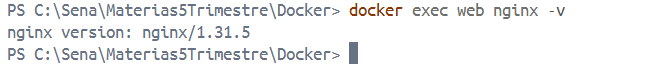 PS C:\Sena\Materias5Trimestre\Docker> docker exec web nginx -v
nginx version: nginx/1.31.5
PS C:\Sena\Materias5Trimestre\Docker>